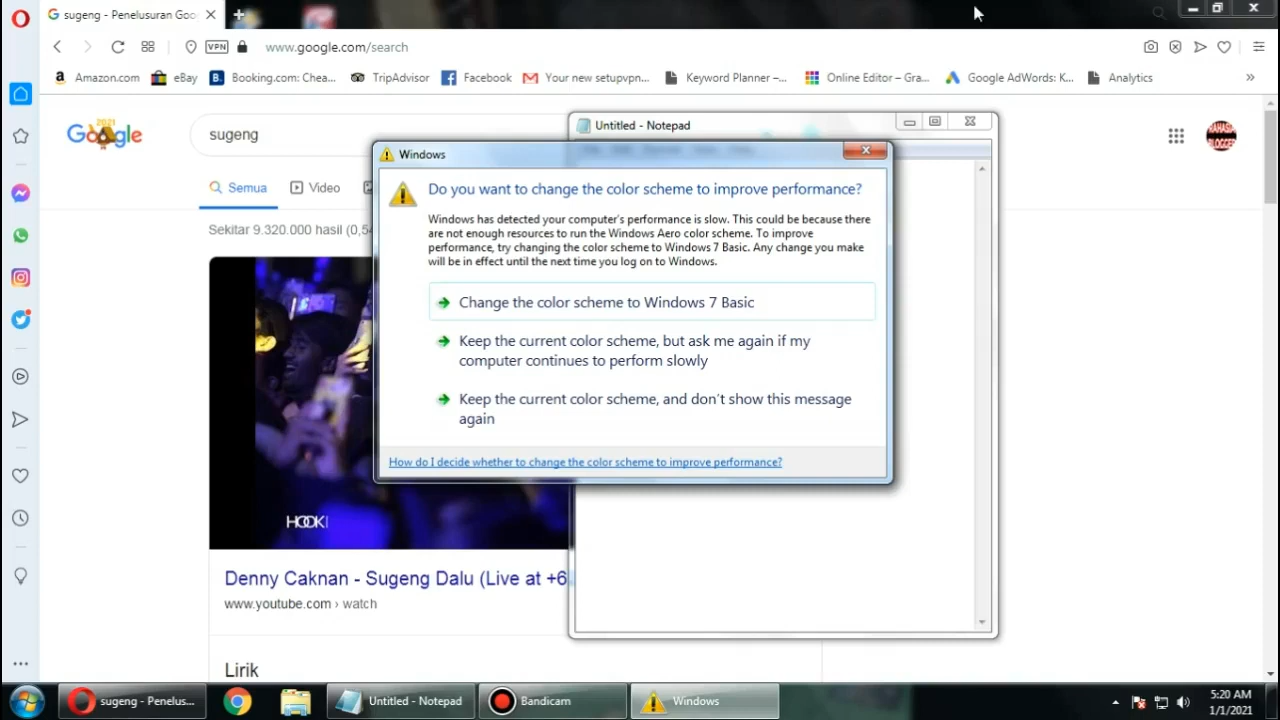 sugeng - Penelusuran Goo
VPN
www.google.com/search
Amazon.com
eBay
Booking.com: Chea...
TripAdvisor
Facebook
Your new setupvpn...
Keyword Planner –...
Online Editor – Gra...
Google AdWords: K...
Analytics
2021
Google
sugeng
Semua
Video
Sekitar 9.320.000 hasil (0,54
HOOK
Denny Caknan - Sugeng Dalu (Live at +6
www.youtube.com › watch
Lirik
Untitled - Notepad
Windows
Do you want to change the color scheme to improve performance?
Windows has detected your computer's performance is slow. This could be because there
are not enough resources to run the Windows Aero color scheme. To improve
performance, try changing the color scheme to Windows 7 Basic. Any change you make
will be in effect until the next time you log on to Windows.
Change the color scheme to Windows 7 Basic
Keep the current color scheme, but ask me again if my
computer continues to perform slowly
Keep the current color scheme, and don't show this message
again
How do I decide whether to change the color scheme to improve performance?
sugeng - Penelus...
Untitled - Notepad
Bandicam
Windows
5:20 AM
1/1/2021